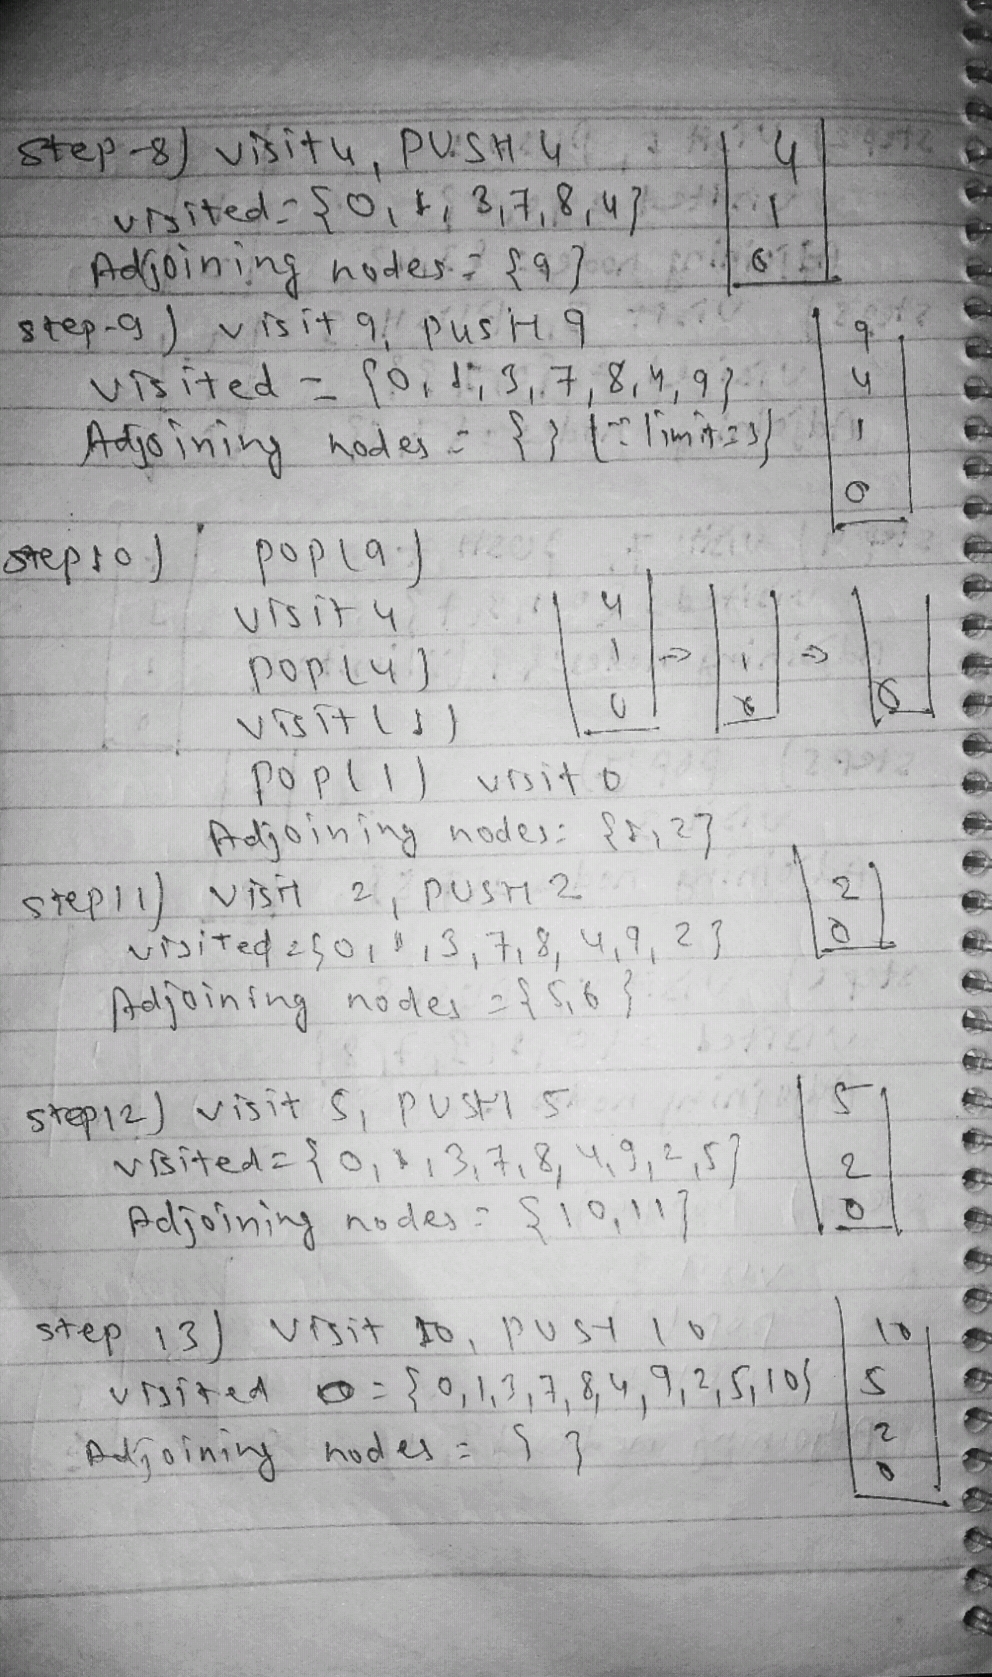 step-8) visit 4, PUSH 4
visited = {0, 1, 3,7,8,4}
Adjoining nodes = {9}
4
1
0
step-9) visit 9, PUSH 9
visited = {0, 1, 3, 7, 8, 4, 9}
Adjoining nodes = { } (∵ limit=3)
9
4
1
0
step10) pop(9)
visit 4
pop(4)
visit(1)
pop(1) visit 0
4
1
0
⇒
1
0
⇒
0
Adjoining nodes: {1,2}
step11) visit 2, PUSH 2
visited = {0, 1, 3, 7, 8, 4, 9, 2}
Adjoining nodes = {5,6}
2
0
step12) visit 5, PUSH 5
visited = {0, 1, 3, 7, 8, 4, 9, 2, 5}
Adjoining nodes = {10,11}
5
2
0
step 13) visit 10, PUSH 10
visited = {0,1,3,7,8,4,9,2,5,10}
Adjoining nodes = { }
10
5
2
0